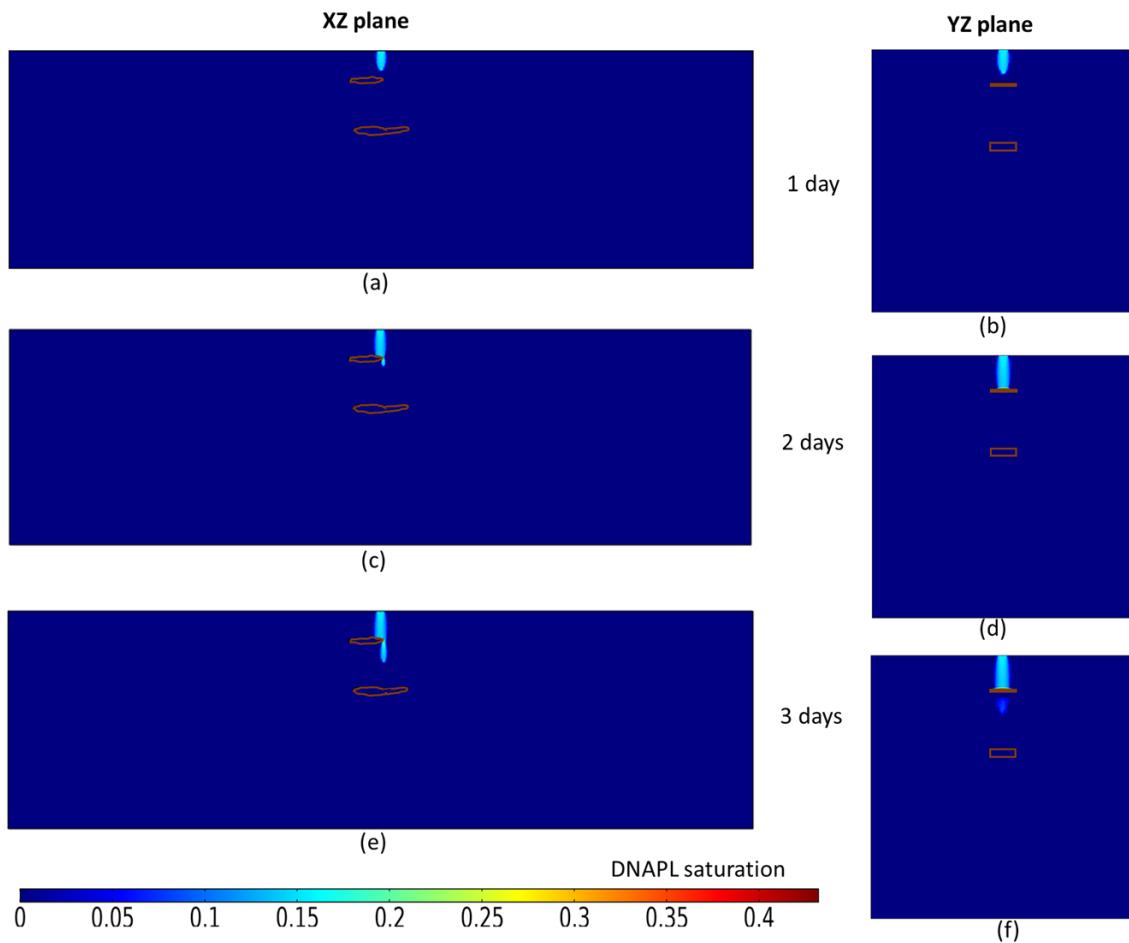 XZ plane
YZ plane
1 day
(a)
(b)
2 days
(c)
(d)
3 days
(e)
(f)
DNAPL saturation
0 0.05 0.1 0.15 0.2 0.25 0.3 0.35 0.4